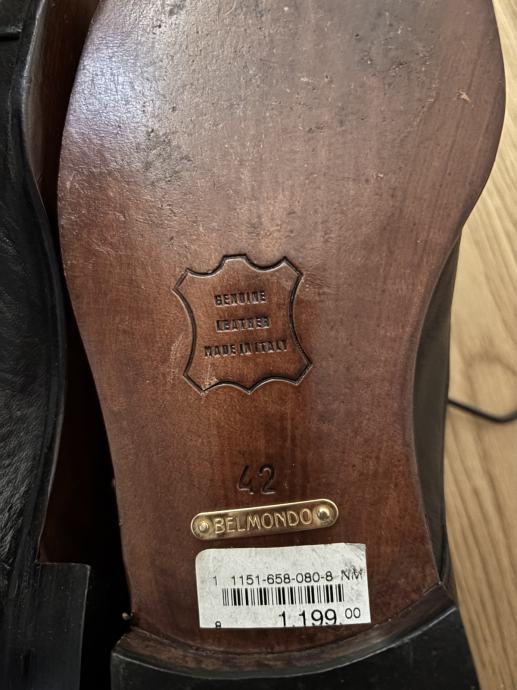 GENUINE
LEATHER
MADE IN ITALY
42
BELMONDO
1 1151-658-080-8 NM
8 1.199.00